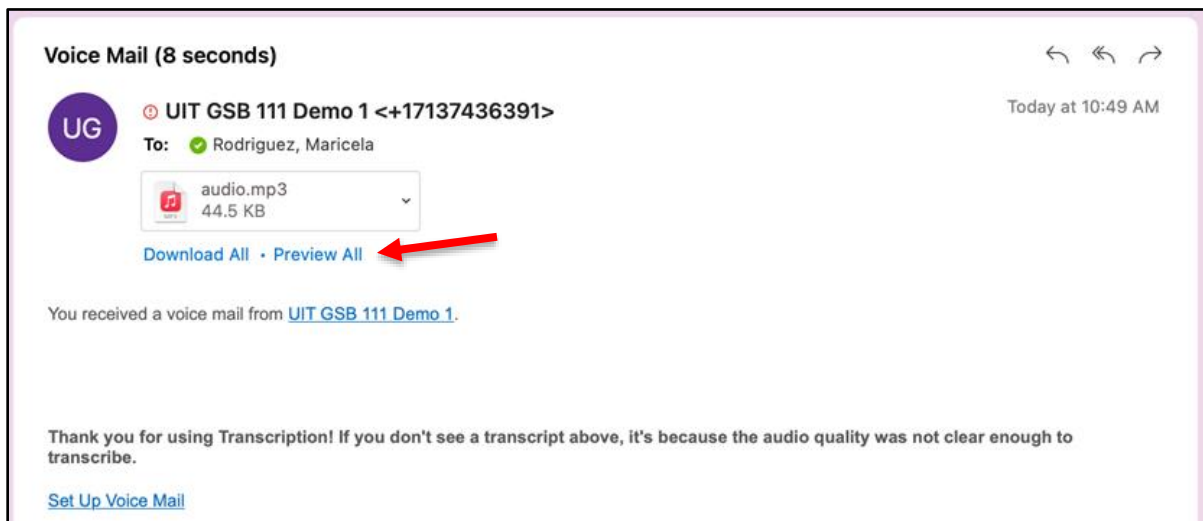 Voice Mail (8 seconds)
UG
UIT GSB 111 Demo 1 <+17137436391>
Today at 10:49 AM
To: Rodriguez, Maricela
audio.mp3
44.5 KB
Download All • Preview All
You received a voice mail from UIT GSB 111 Demo 1.
Thank you for using Transcription! If you don't see a transcript above, it's because the audio quality was not clear enough to
transcribe.
Set Up Voice Mail